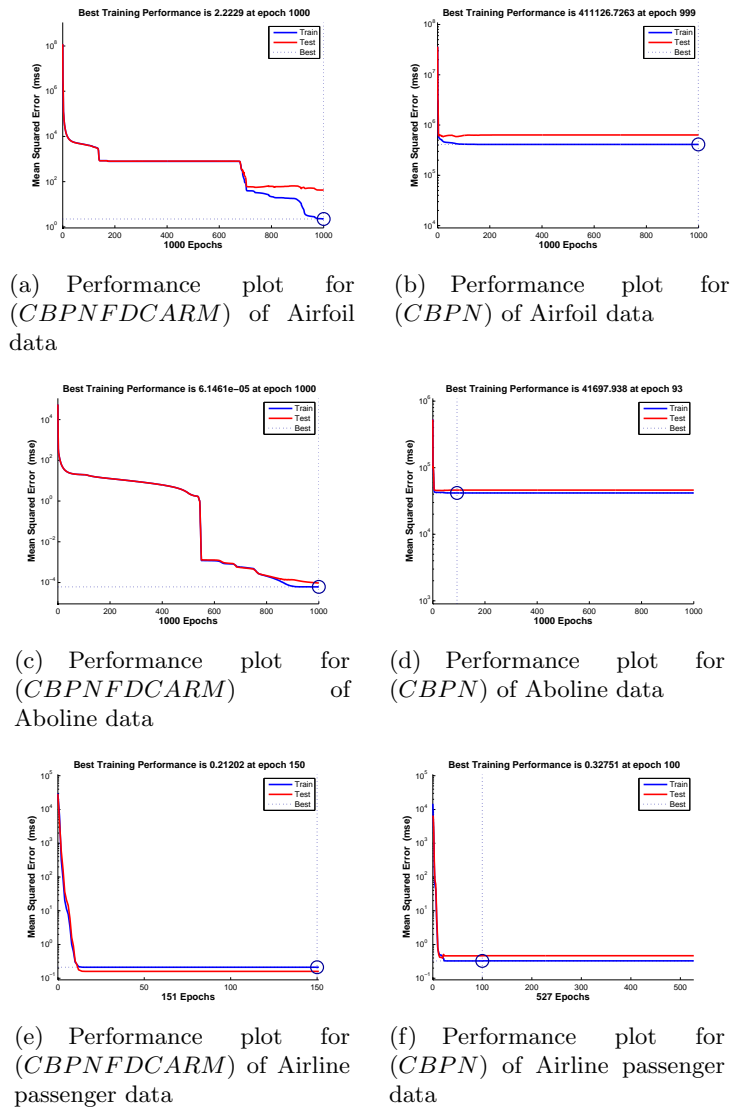 Best Training Performance is 2.2229 at epoch 1000
Mean Squared Error (mse)
10^8
10^6
10^4
10^2
10^0
0 200 400 600 800 1000
1000 Epochs
Train
Test
Best
(a) Performance plot for
(CBPNFDCARM) of Airfoil
data
Best Training Performance is 411126.7263 at epoch 999
Mean Squared Error (mse)
10^8
10^7
10^6
10^5
10^4
0 200 400 600 800 1000
1000 Epochs
Train
Test
Best
(b) Performance plot for
(CBPN) of Airfoil data
Best Training Performance is 6.1461e−05 at epoch 1000
Mean Squared Error (mse)
10^4
10^2
10^0
10^−2
10^−4
0 200 400 600 800 1000
1000 Epochs
Train
Test
Best
(c) Performance plot for
(CBPNFDCARM) of
Aboline data
Best Training Performance is 41697.938 at epoch 93
Mean Squared Error (mse)
10^6
10^5
10^4
10^3
0 200 400 600 800 1000
1000 Epochs
Train
Test
Best
(d) Performance plot for
(CBPN) of Aboline data
Best Training Performance is 0.21202 at epoch 150
Mean Squared Error (mse)
10^5
10^4
10^3
10^2
10^1
10^0
10^−1
0 50 100 150
151 Epochs
Train
Test
Best
(e) Performance plot for
(CBPNFDCARM) of Airline
passenger data
Best Training Performance is 0.32751 at epoch 100
Mean Squared Error (mse)
10^5
10^4
10^3
10^2
10^1
10^0
10^−1
0 100 200 300 400 500
527 Epochs
Train
Test
Best
(f) Performance plot for
(CBPN) of Airline passenger
data